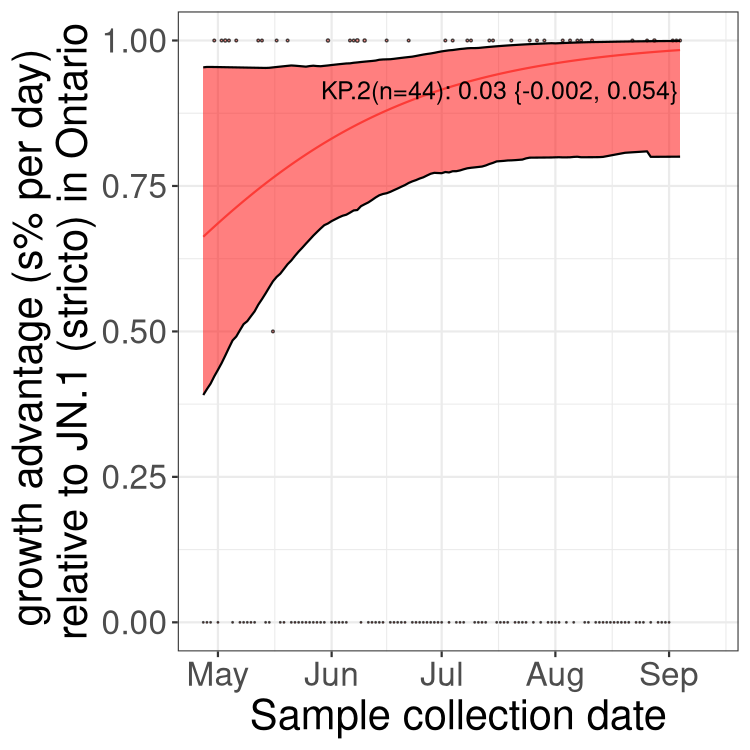 growth advantage (s% per day)
relative to JN.1 (stricto) in Ontario
1.00
0.75
0.50
0.25
0.00
KP.2(n=44): 0.03 {-0.002, 0.054}
May Jun Jul Aug Sep
Sample collection date